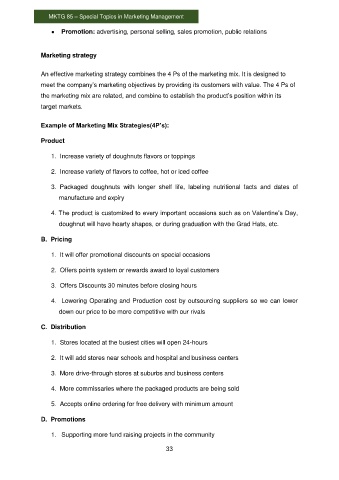 MKTG 85 – Special Topics in Marketing Management
• Promotion: advertising, personal selling, sales promotion, public relations
Marketing strategy
An effective marketing strategy combines the 4 Ps of the marketing mix. It is designed to
meet the company's marketing objectives by providing its customers with value. The 4 Ps of
the marketing mix are related, and combine to establish the product's position within its
target markets.
Example of Marketing Mix Strategies(4P's):
Product
1. Increase variety of doughnuts flavors or toppings
2. Increase variety of flavors to coffee, hot or iced coffee
3. Packaged doughnuts with longer shelf life, labeling nutritional facts and dates of
manufacture and expiry
4. The product is customized to every important occasions such as on Valentine's Day,
doughnut will have hearty shapes, or during graduation with the Grad Hats, etc.
B. Pricing
1. It will offer promotional discounts on special occasions
2. Offers points system or rewards award to loyal customers
3. Offers Discounts 30 minutes before closing hours
4. Lowering Operating and Production cost by outsourcing suppliers so we can lower
down our price to be more competitive with our rivals
C. Distribution
1. Stores located at the busiest cities will open 24-hours
2. It will add stores near schools and hospital and business centers
3. More drive-through stores at suburbs and business centers
4. More commissaries where the packaged products are being sold
5. Accepts online ordering for free delivery with minimum amount
D. Promotions
1. Supporting more fund raising projects in the community
33